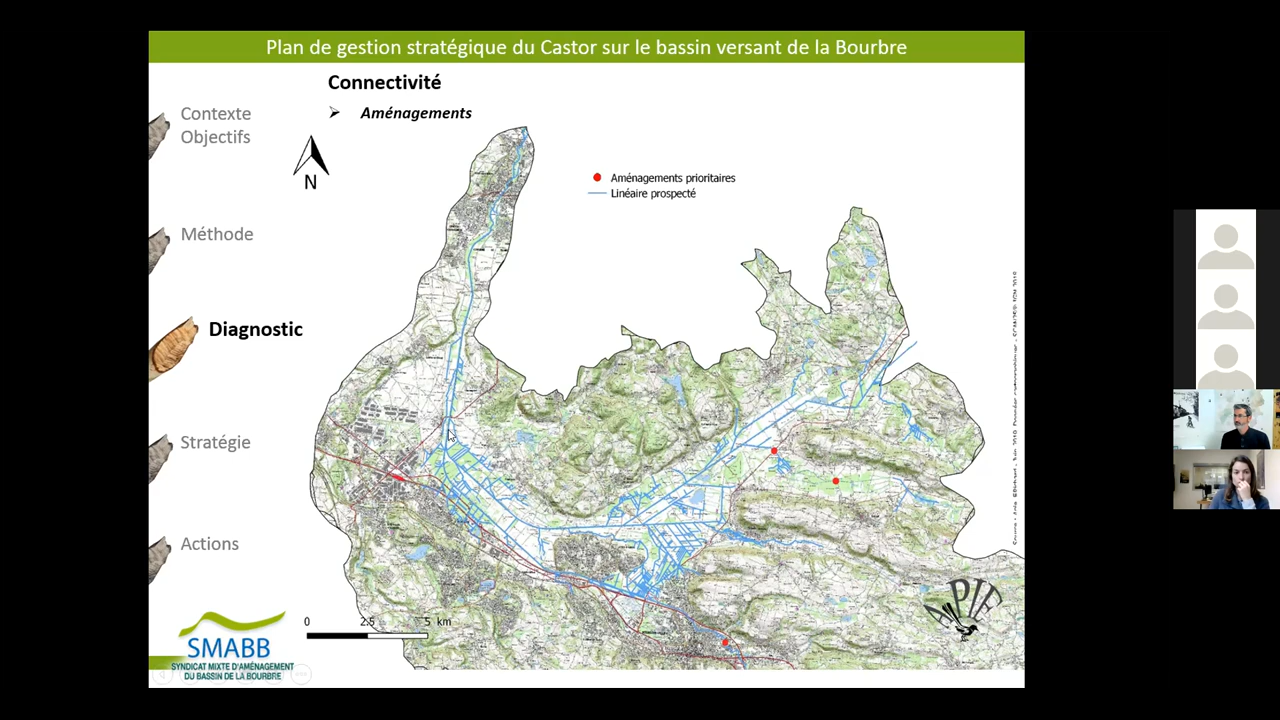 Plan de gestion stratégique du Castor sur le bassin versant de la Bourbre
Connectivité
Aménagements
Contexte
Objectifs
N
Aménagements prioritaires
Linéaire prospecté
Méthode
Diagnostic
Stratégie
Actions
0 2.5 5 km
SMABB
SYNDICAT MIXTE D'AMÉNAGEMENT
DU BASSIN DE LA BOURBRE
APIE